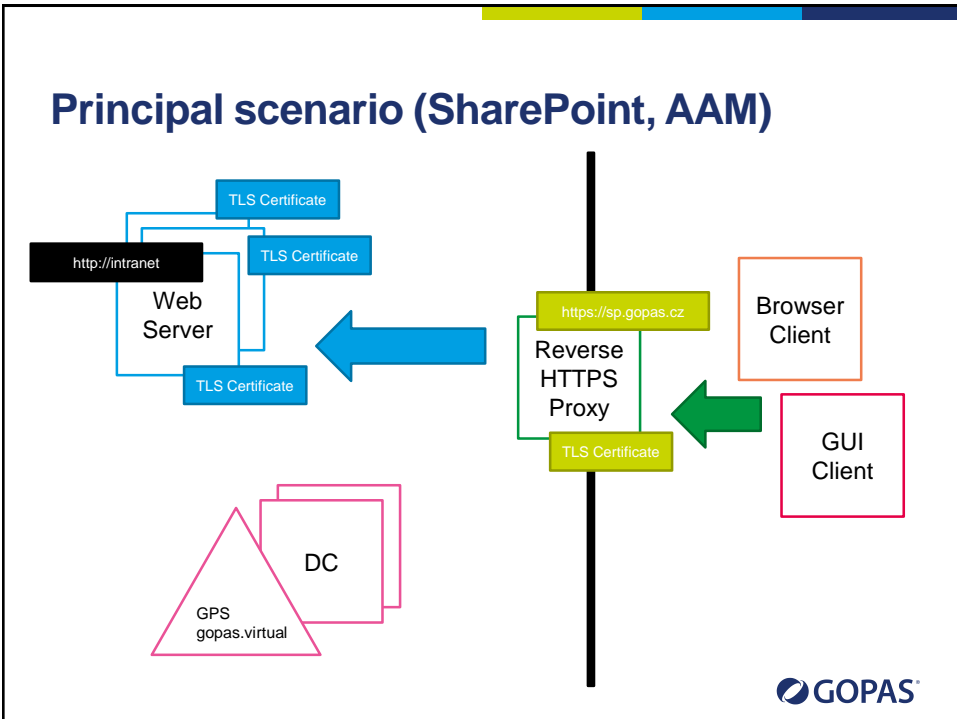 Principal scenario (SharePoint, AAM)
TLS Certificate
TLS Certificate
http://intranet
Web
Server
TLS Certificate
https://sp.gopas.cz
Reverse
HTTPS
Proxy
TLS Certificate
Browser
Client
GUI
Client
DC
GPS
gopas.virtual
GOPAS